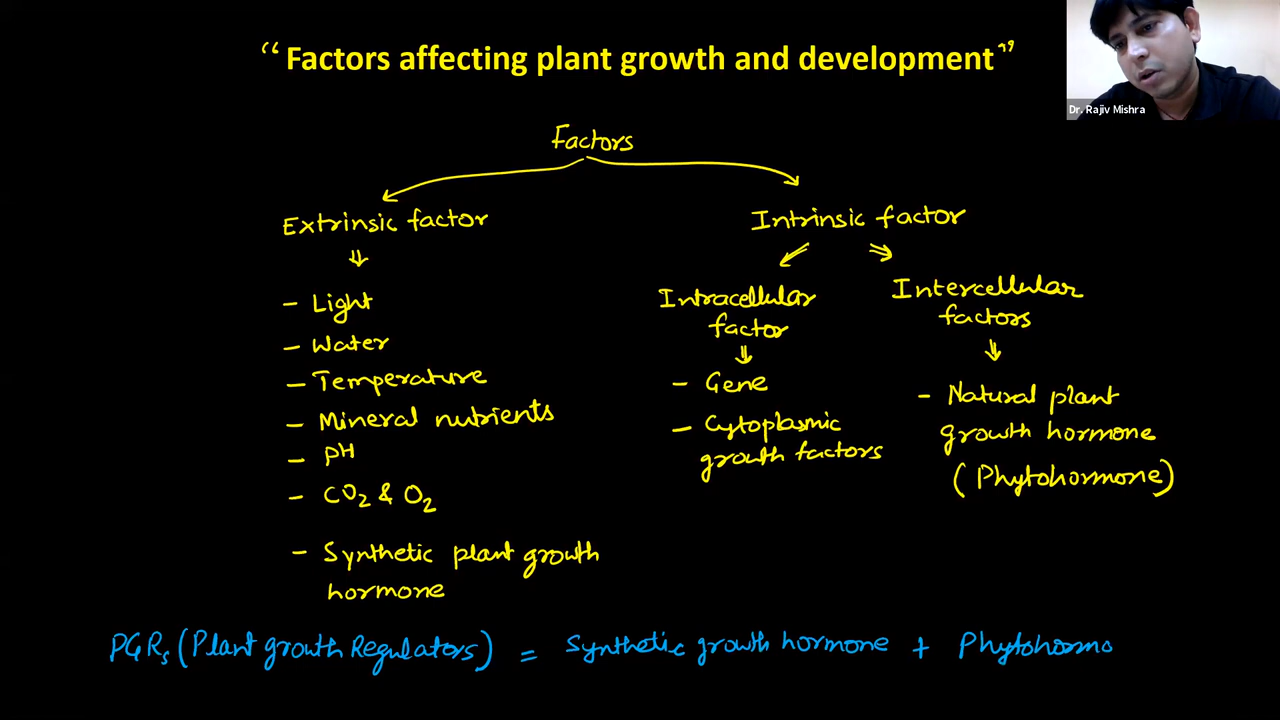 “Factors affecting plant growth and development”
Dr. Rajiv Mishra
Factors
Extrinsic factor
- Light
- Water
- Temperature
- Mineral nutrients
- PH
- CO2 & O2
- Synthetic plant growth
hormone
Intrinsic factor
Intracellular
factor
- Gene
- Cytoplasmic
growth factors
Intercellular
factors
- Natural plant
growth hormone
(Phytohormone)
PGRs (Plant growth Regulators) = Synthetic growth hormone + Phytohormo